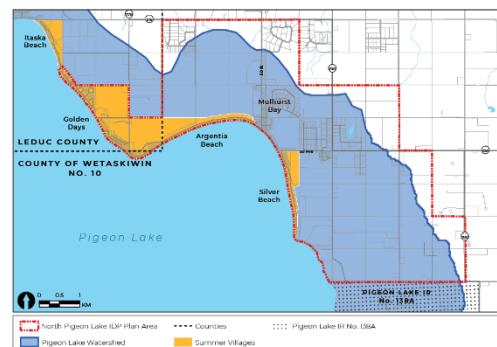 Itaska
Beach
Golden
Days
Argentia
Beach
Mulhurst
Bay
Silver
Beach
LEDUC COUNTY
COUNTY OF WETASKIWIN
NO. 10
Pigeon Lake
PIGEON LAKE IR
No. 138A
0 0.5 1
KM
North Pigeon Lake IDP Plan Area
Counties
Pigeon Lake IR No. 138A
Pigeon Lake Watershed
Summer Villages